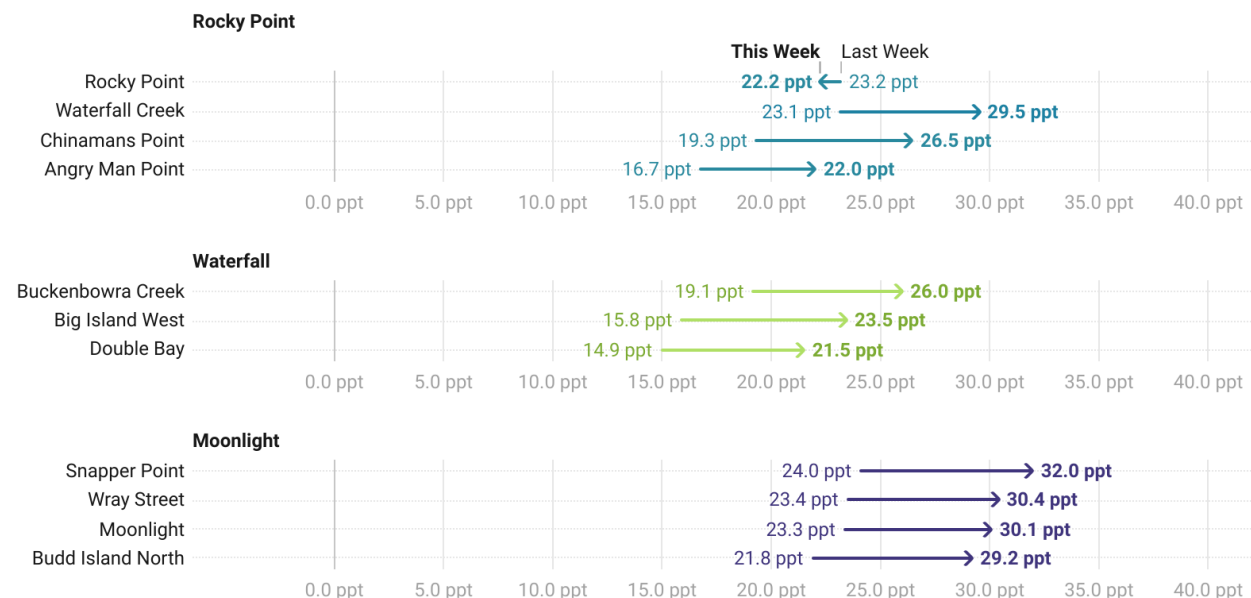 Rocky Point
This Week Last Week
Rocky Point 22.2 ppt 23.2 ppt
Waterfall Creek 23.1 ppt 29.5 ppt
Chinamans Point 19.3 ppt 26.5 ppt
Angry Man Point 16.7 ppt 22.0 ppt
0.0 ppt 5.0 ppt 10.0 ppt 15.0 ppt 20.0 ppt 25.0 ppt 30.0 ppt 35.0 ppt 40.0 ppt
Waterfall
Buckenbowra Creek 19.1 ppt 26.0 ppt
Big Island West 15.8 ppt 23.5 ppt
Double Bay 14.9 ppt 21.5 ppt
0.0 ppt 5.0 ppt 10.0 ppt 15.0 ppt 20.0 ppt 25.0 ppt 30.0 ppt 35.0 ppt 40.0 ppt
Moonlight
Snapper Point 24.0 ppt 32.0 ppt
Wray Street 23.4 ppt 30.4 ppt
Moonlight 23.3 ppt 30.1 ppt
Budd Island North 21.8 ppt 29.2 ppt
0.0 ppt 5.0 ppt 10.0 ppt 15.0 ppt 20.0 ppt 25.0 ppt 30.0 ppt 35.0 ppt 40.0 ppt